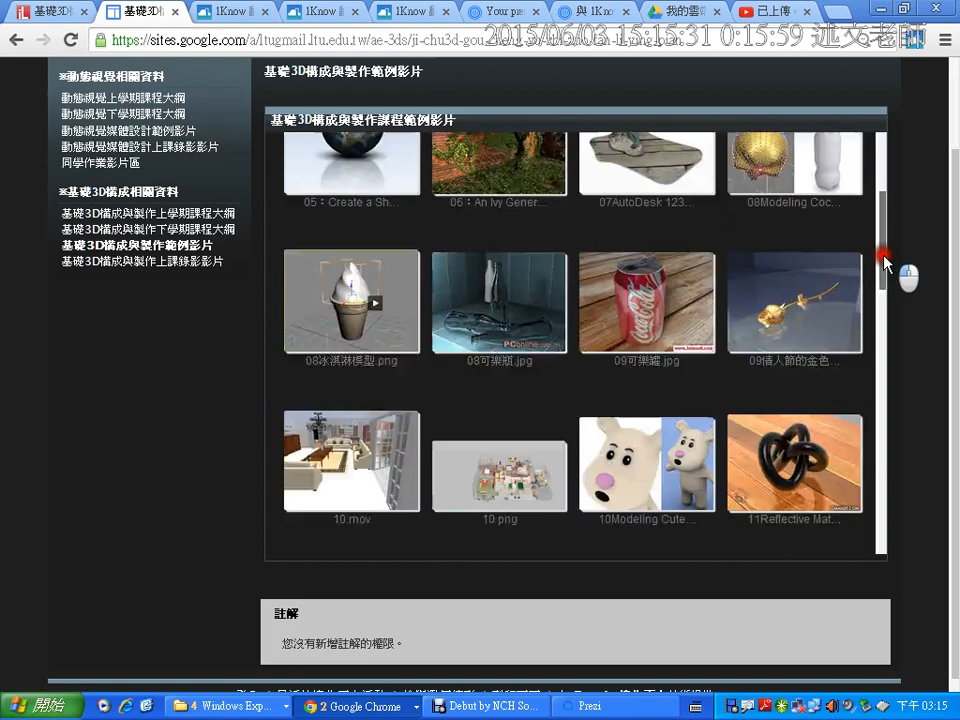 基礎3D
基礎3D構
1Know
1Know
1Know
Your pre
與 1Kno
我的雲端
已上傳
https://sites.google.com/a/ltugmail.ltu.edu.tw/ae-3ds/ji-chu3d-gou
2015/06/03 15:15:31 0:15:59 述文老師
※動態視覺相關資料
動態視覺上學期課程大綱
動態視覺下學期課程大綱
動態視覺媒體設計範例影片
動態視覺媒體設計上課錄影影片
同學作業影片區
※基礎3D構成相關資料
基礎3D構成與製作上學期課程大綱
基礎3D構成與製作下學期課程大綱
基礎3D構成與製作範例影片
基礎3D構成與製作上課錄影影片
基礎3D構成與製作範例影片
基礎3D構成與製作課程範例影片
05：Create a Sh...
06：An Ivy Gener...
07AutoDesk 123...
08Modeling Coc...
08冰淇淋模型.png
08可樂瓶.jpg
09可樂罐.jpg
09情人節的金色...
10.mov
10.png
10Modeling Cute...
11Reflective Mat...
註解
您沒有新增註解的權限。
開始
4 Windows Exp...
2 Google Chrome
Debut by NCH So...
Prezi
下午 03:15